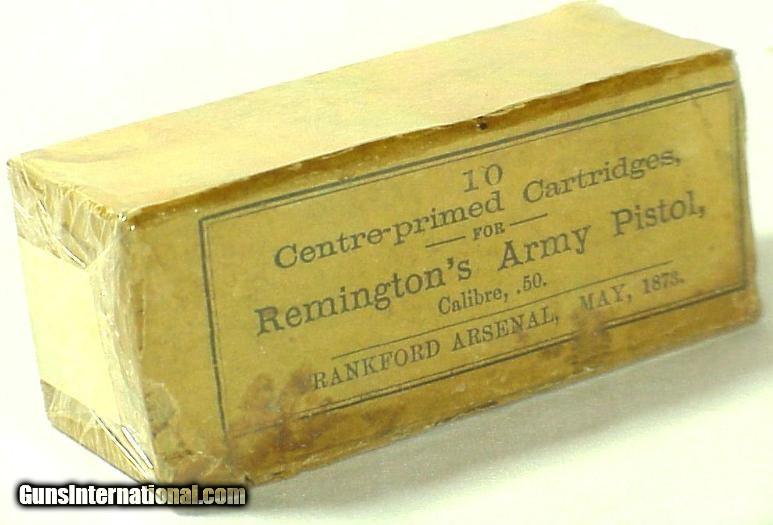 10
Centre-primed Cartridges,
FOR
Remington's Army Pistol,
Calibre, .50.
RANKFORD ARSENAL, MAY, 1873.
GunsInternational.com